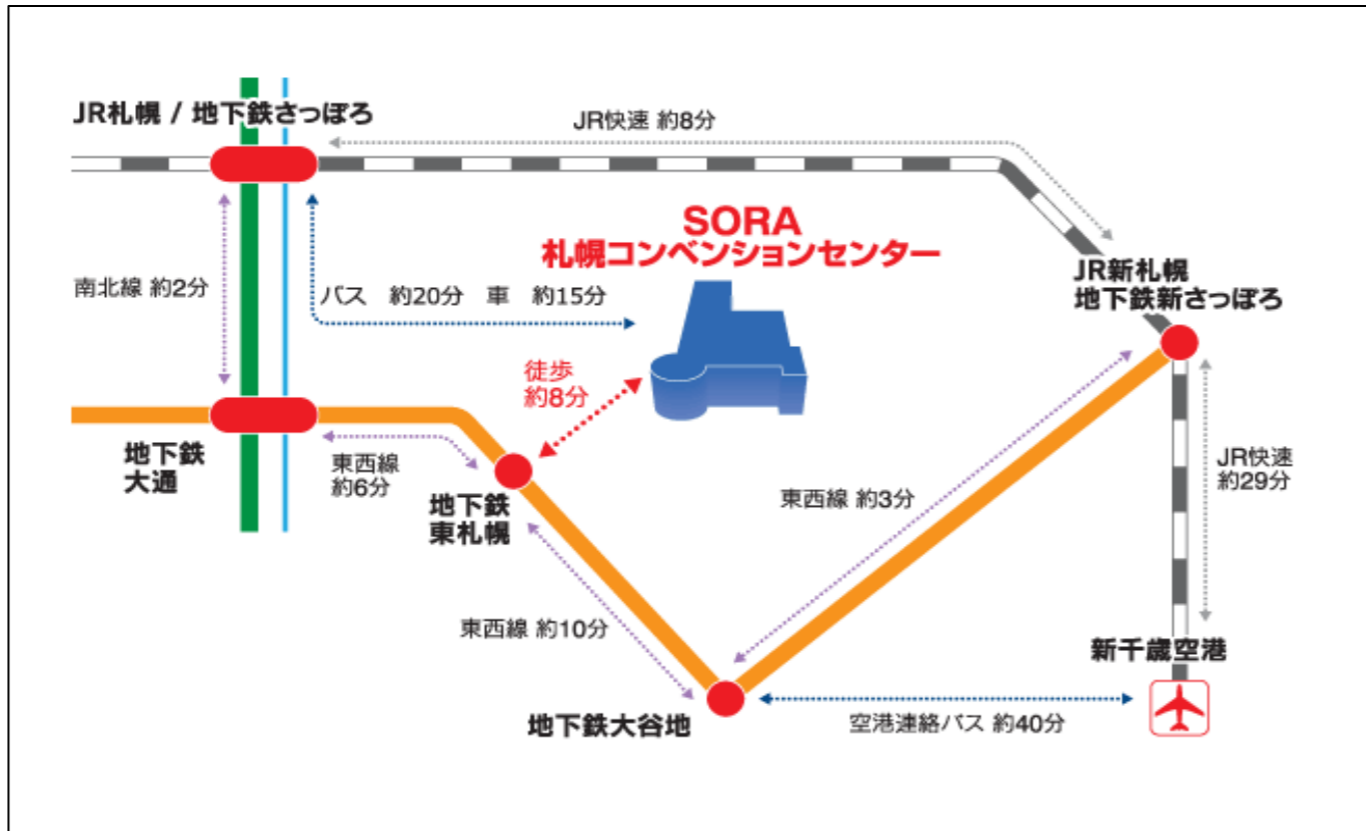 JR札幌 / 地下鉄さっぽろ
JR快速 約8分
SORA
札幌コンベンションセンター
JR新札幌
地下鉄新さっぽろ
南北線 約2分
バス 約20分 車 約15分
徒歩
約8分
地下鉄
大通
東西線
約6分
地下鉄
東札幌
東西線 約3分
JR快速
約29分
東西線 約10分
新千歳空港
地下鉄大谷地
空港連絡バス 約40分